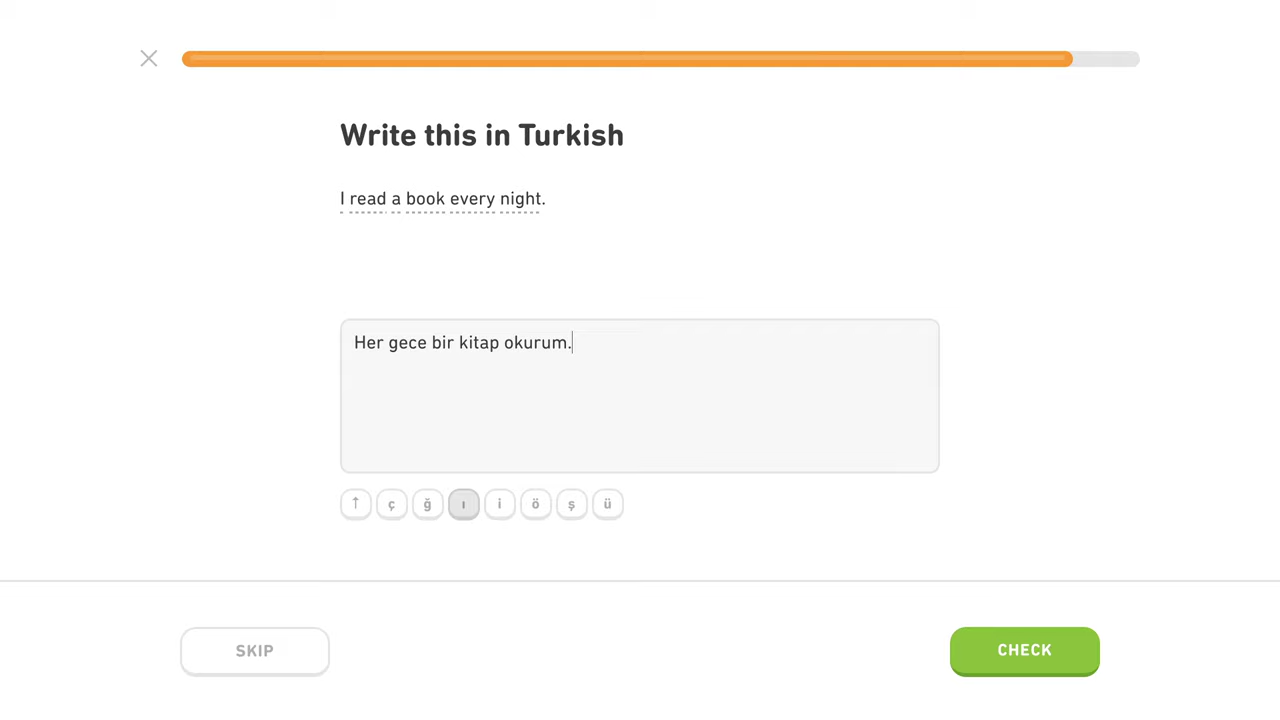 Write this in Turkish
I read a book every night.
Her gece bir kitap okurum.
↑ ç ğ ı i ö ş ü
SKIP CHECK